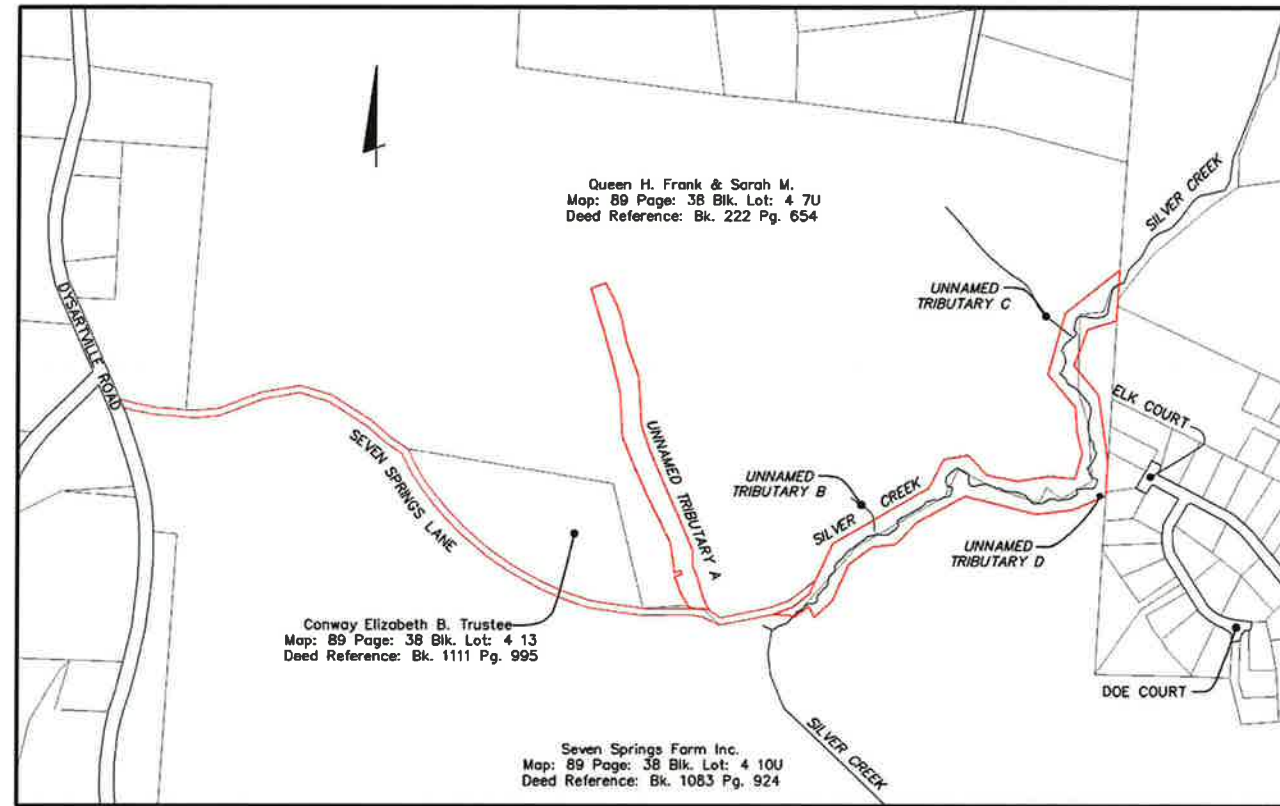 Queen H. Frank & Sarah M.
Map: 89 Page: 38 Blk. Lot: 4 7U
Deed Reference: Bk. 222 Pg. 654
SILVER CREEK
UNNAMED
TRIBUTARY C
DYSARTVILLE ROAD
ELK COURT
SEVEN SPRINGS LANE
UNNAMED TRIBUTARY A
UNNAMED
TRIBUTARY B
SILVER CREEK
UNNAMED
TRIBUTARY D
Conway Elizabeth B. Trustee
Map: 89 Page: 38 Blk. Lot: 4 13
Deed Reference: Bk. 1111 Pg. 995
DOE COURT
SILVER CREEK
Seven Springs Farm Inc.
Map: 89 Page: 38 Blk. Lot: 4 10U
Deed Reference: Bk. 1083 Pg. 924